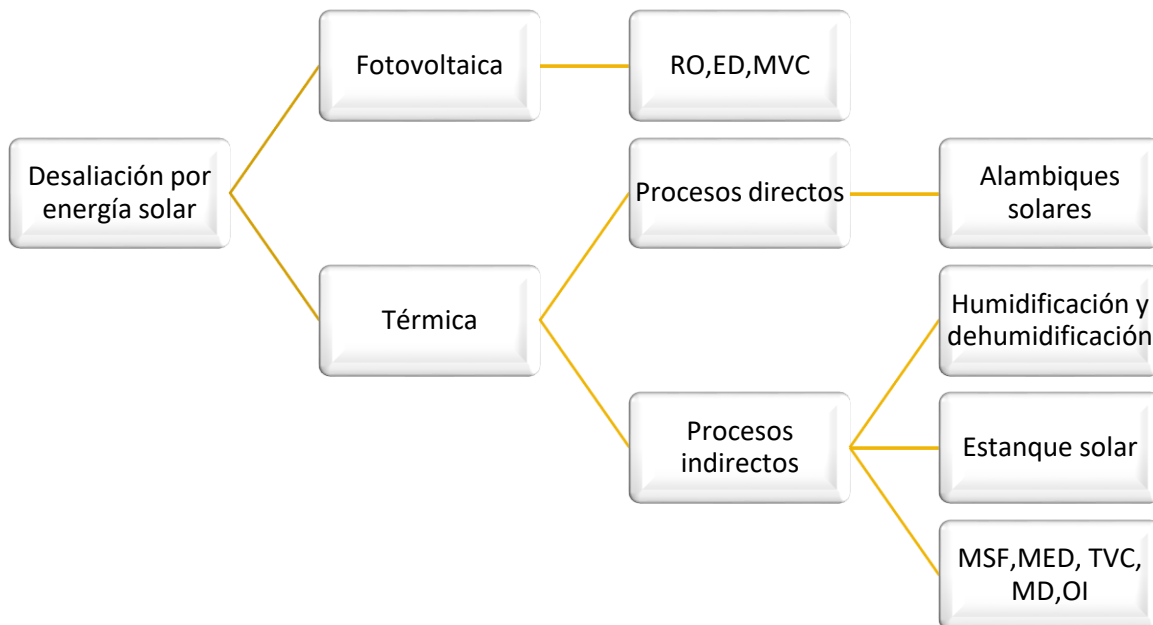 Fotovoltaica
RO,ED,MVC
Desaliación por
energía solar
Procesos directos
Alambiques
solares
Térmica
Humidificación y
dehumidificación
Procesos
indirectos
Estanque solar
MSF,MED, TVC,
MD,OI